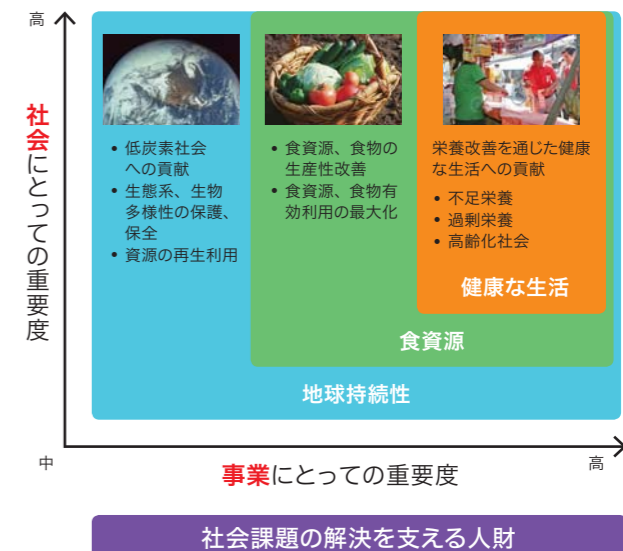 高
社会にとっての重要度
• 低炭素社会
への貢献
• 生態系、生物
多様性の保護、
保全
• 資源の再生利用
• 食資源、食物の
生産性改善
• 食資源、食物有
効利用の最大化
栄養改善を通じた健康
な生活への貢献
• 不足栄養
• 過剰栄養
• 高齢化社会
健康な生活
食資源
地球持続性
中
事業にとっての重要度
高
社会課題の解決を支える人財